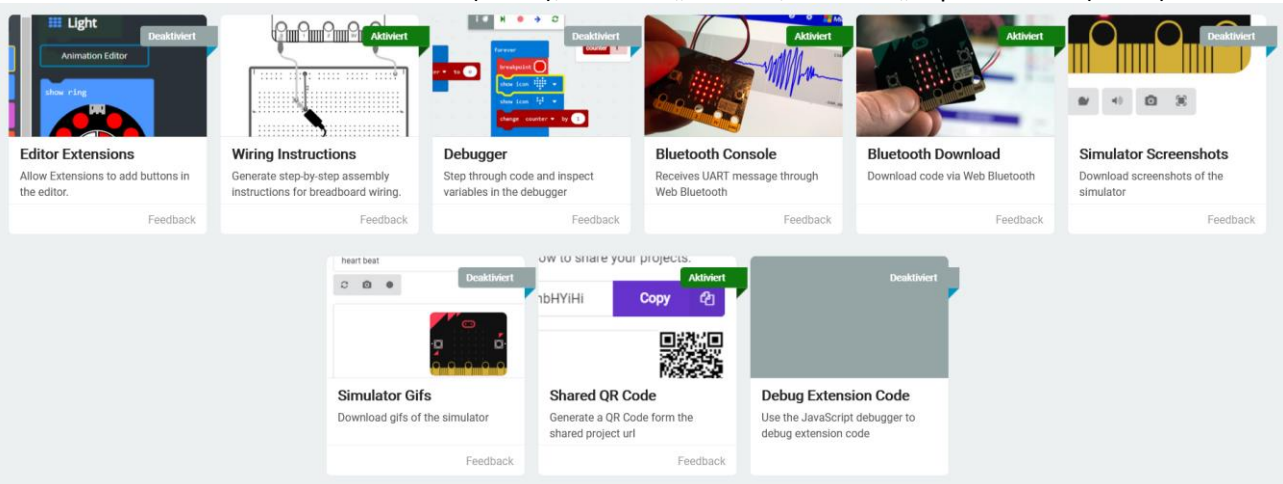 Light
Deaktiviert
Animation Editor
show ring
Editor Extensions
Allow Extensions to add buttons in
the editor.
Feedback
Aktiviert
Wiring Instructions
Generate step-by-step assembly
instructions for breadboard wiring.
Feedback
Deaktiviert
to 0
forever
breakpoint
show icon
show icon
change counter by 1
counter 1
Debugger
Step through code and inspect
variables in the debugger
Feedback
Aktiviert
Bluetooth Console
Receives UART message through
Web Bluetooth
Feedback
Aktiviert
Bluetooth Download
Download code via Web Bluetooth
Feedback
Deaktiviert
Simulator Screenshots
Download screenshots of the
simulator
Feedback
heart beat
Deaktiviert
Simulator Gifs
Download gifs of the simulator
Feedback
to share your projects.
Aktiviert
Copy
Shared QR Code
Generate a QR Code form the
shared project url
Feedback
Deaktiviert
Debug Extension Code
Use the JavaScript debugger to
debug extension code